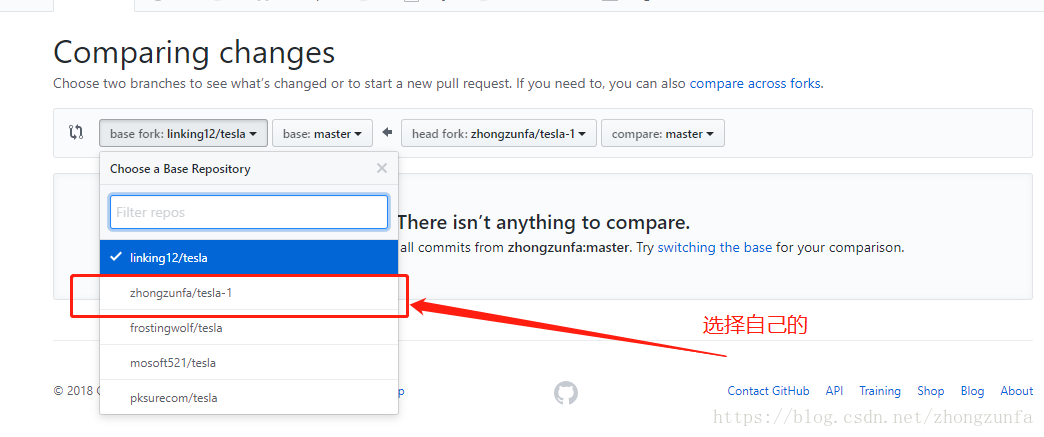 Comparing changes
Choose two branches to see what’s changed or to start a new pull request. If you need to, you can also compare across forks.
base fork: linking12/tesla base: master head fork: zhongzunfa/tesla-1 compare: master
Choose a Base Repository
Filter repos
There isn’t anything to compare.
all commits from zhongzunfa:master. Try switching the base for your comparison.
linking12/tesla
zhongzunfa/tesla-1
frostingwolf/tesla
选择自己的
mosoft521/tesla
pksurecom/tesla
© 2018
Contact GitHub API Training Shop Blog About
https://blog.csdn.net/zhongzunfa